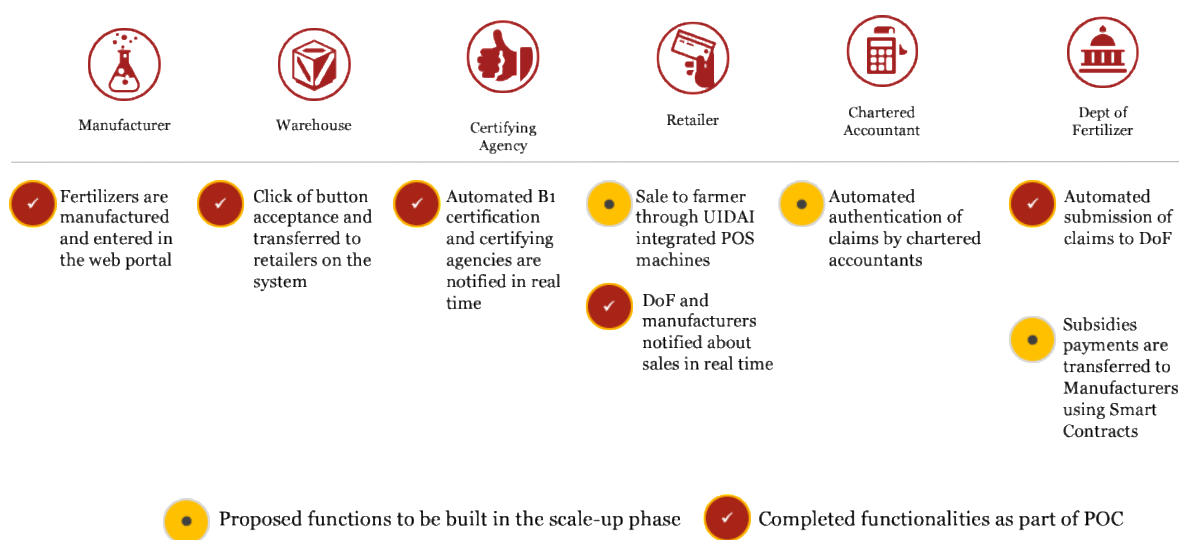 Manufacturer
Warehouse
Certifying
Agency
Retailer
Chartered
Accountant
Dept of
Fertilizer
Fertilizers are
manufactured
and entered in
the web portal
Click of button
acceptance and
transferred to
retailers on the
system
Automated B1
certification
and certifying
agencies are
notified in real
time
Sale to farmer
through UIDAI
integrated POS
machines
DoF and
manufacturers
notified about
sales in real time
Automated
authentication of
claims by chartered
accountants
Automated
submission of
claims to DoF
Subsidies
payments are
transferred to
Manufacturers
using Smart
Contracts
Proposed functions to be built in the scale-up phase
Completed functionalities as part of POC